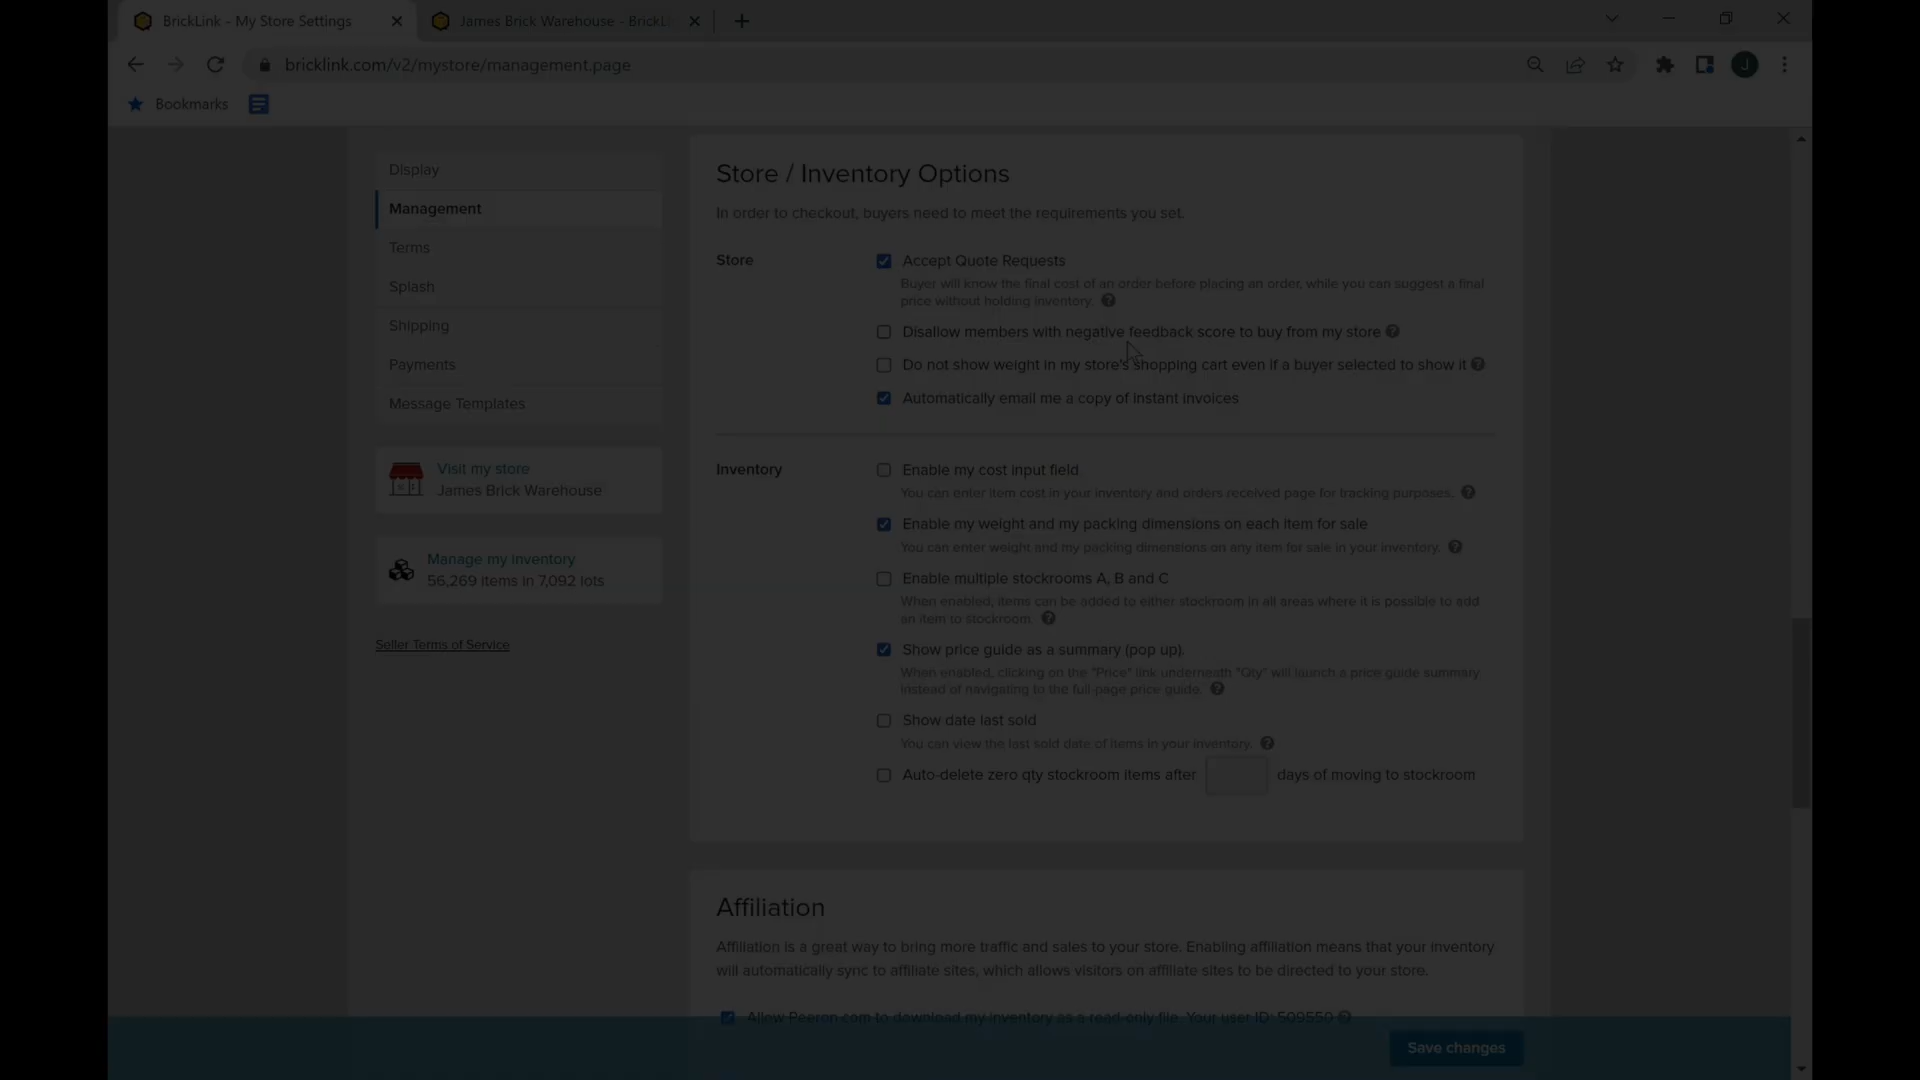 BrickLink - My Store Settings
James Brick Warehouse - BrickL
bricklink.com/v2/mystore/management.page
J
Bookmarks
Display
Management
Terms
Splash
Shipping
Payments
Message Templates
Visit my store
James Brick Warehouse
Manage my inventory
56,269 items in 7,092 lots
Seller Terms of Service
Store / Inventory Options
In order to checkout, buyers need to meet the requirements you set.
Store
Accept Quote Requests
Buyer will know the final cost of an order before placing an order, while you can suggest a final
price without holding inventory.
Disallow members with negative feedback score to buy from my store
Do not show weight in my store's shopping cart even if a buyer selected to show it
Automatically email me a copy of instant invoices
Inventory
Enable my cost input field
You can enter item cost in your inventory and orders received page for tracking purposes.
Enable my weight and my packing dimensions on each item for sale
You can enter weight and my packing dimensions on any item for sale in your inventory.
Enable multiple stockrooms A, B and C
When enabled, items can be added to either stockroom in all areas where it is possible to add
an item to stockroom.
Show price guide as a summary (pop up).
When enabled, clicking on the "Price" link underneath "Qty" will launch a price guide summary
instead of navigating to the full-page price guide.
Show date last sold
You can view the last sold date of items in your inventory.
Auto-delete zero qty stockroom items after days of moving to stockroom
Affiliation
Affiliation is a great way to bring more traffic and sales to your store. Enabling affiliation means that your inventory
will automatically sync to affiliate sites, which allows visitors on affiliate sites to be directed to your store.
Allow Peeron.com to download my inventory as a read-only file. Your user ID: 509550
Save changes